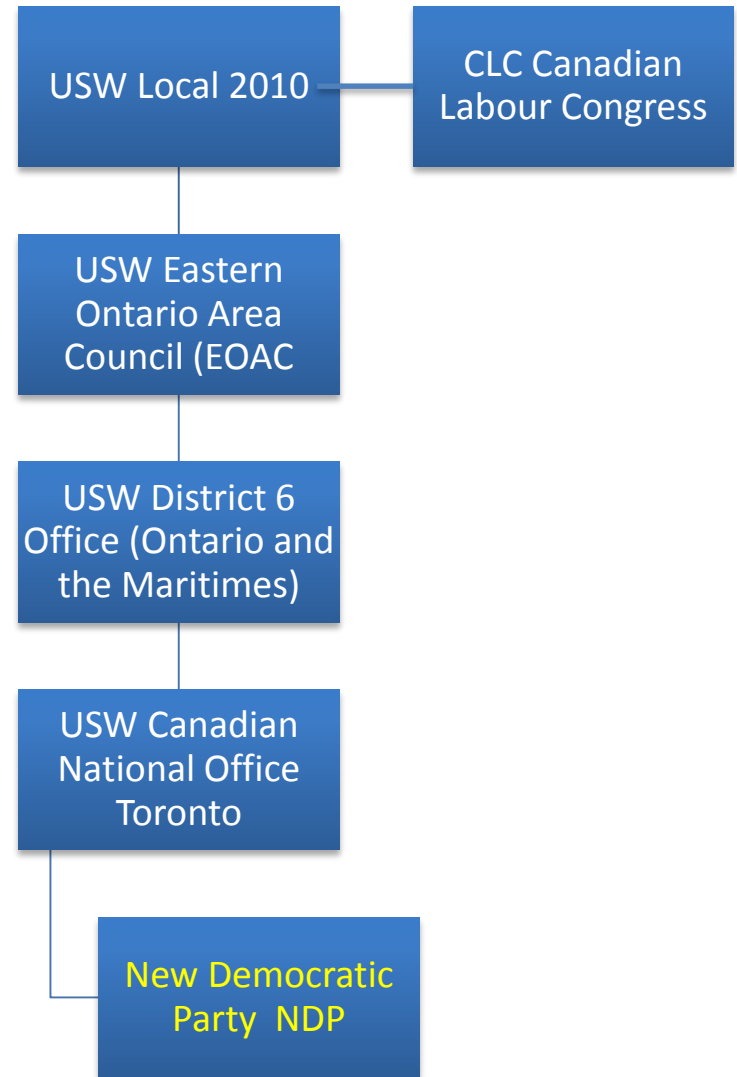 USW Local 2010
CLC Canadian
Labour Congress
USW Eastern
Ontario Area
Council (EOAC
USW District 6
Office (Ontario and
the Maritimes)
USW Canadian
National Office
Toronto
New Democratic
Party  NDP